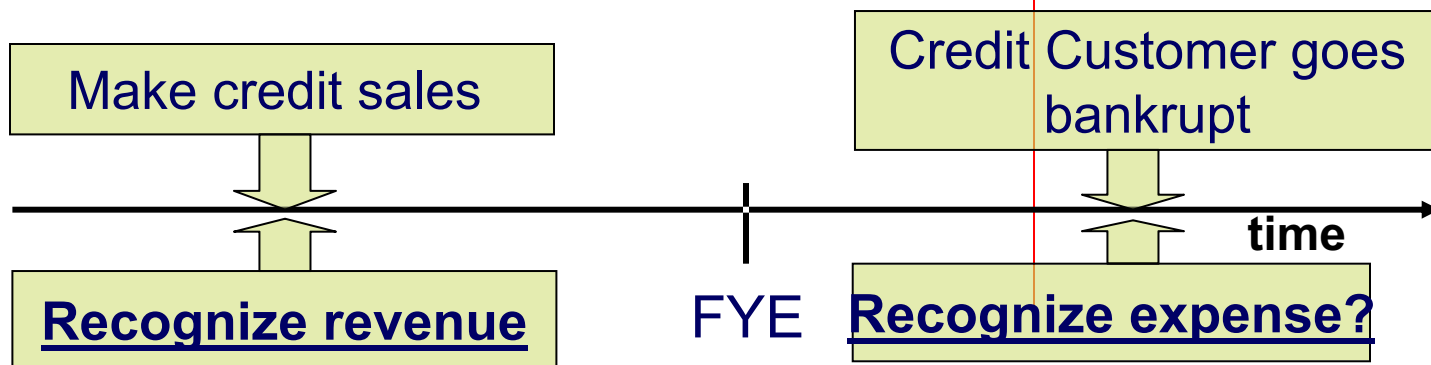 Make credit sales
Credit Customer goes
bankrupt
time
Recognize revenue
FYE
Recognize expense?